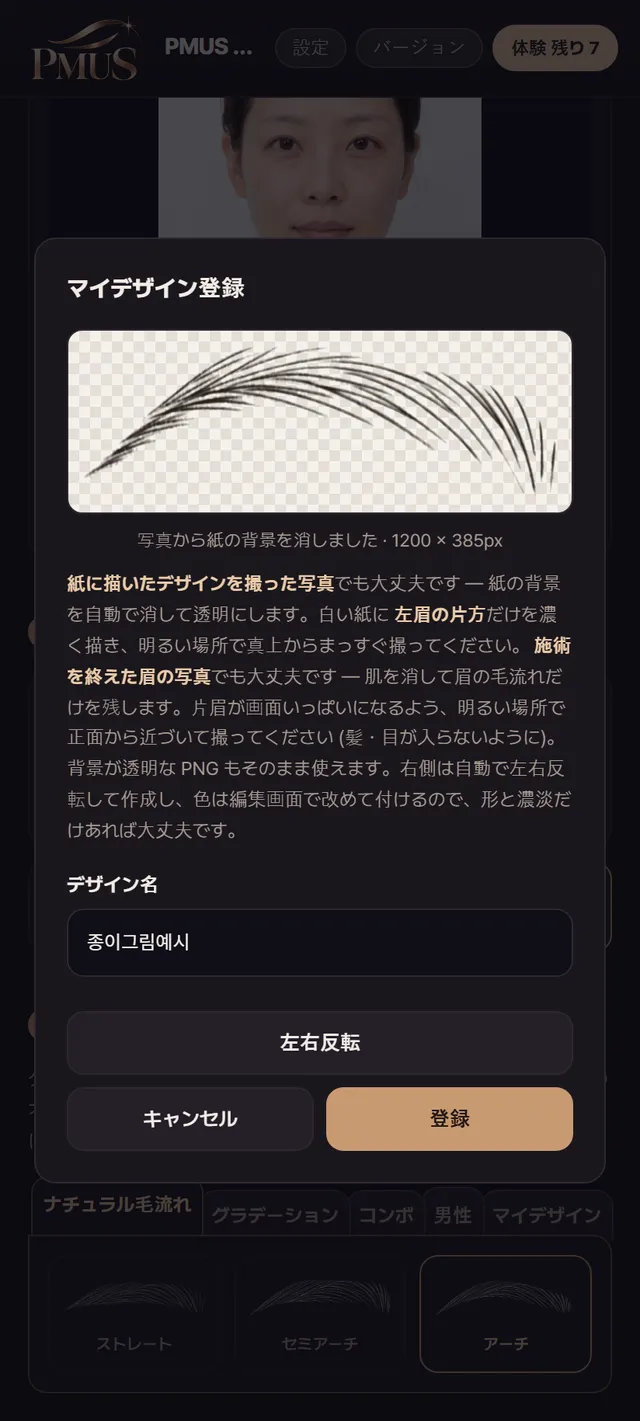 PMUS
PMUS ...
設定
バージョン
体験 残り 7
マイデザイン登録
写真から紙の背景を消しました · 1200 × 385px
紙に描いたデザインを撮った写真でも大丈夫です — 紙の背景
を自動で消して透明にします。白い紙に 左眉の片方だけを濃
く描き、明るい場所で真上からまっすぐ撮ってください。 施術
を終えた眉の写真でも大丈夫です — 肌を消して眉の毛流れだ
けを残します。片眉が画面いっぱいになるよう、明るい場所で
正面から近づいて撮ってください (髪・目が入らないように)。
背景が透明な PNG もそのまま使えます。右側は自動で左右反
転して作成し、色は編集画面で改めて付けるので、形と濃淡だ
けあれば大丈夫です。
デザイン名
종이그림예시
左右反転
キャンセル
登録
ナチュラル毛流れ
グラデーション
コンボ
男性
マイデザイン
ストレート
セミアーチ
アーチ